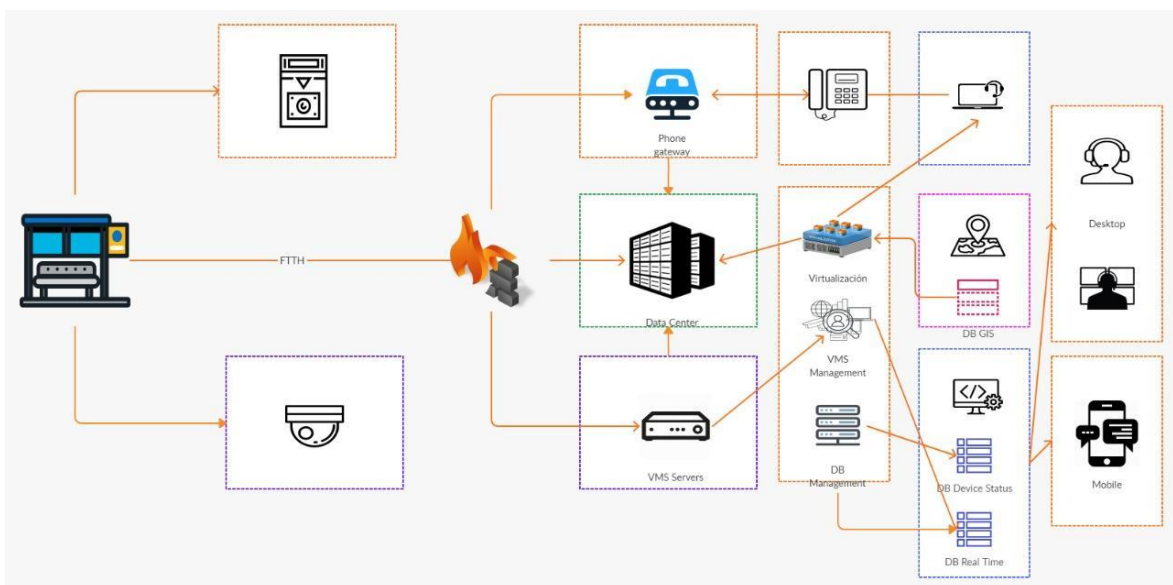 Phone
gateway
FTTH
Data Center
Virtualización
VMS
Management
DB GIS
Desktop
VMS Servers
DB
Management
DB Device Status
DB Real Time
Mobile